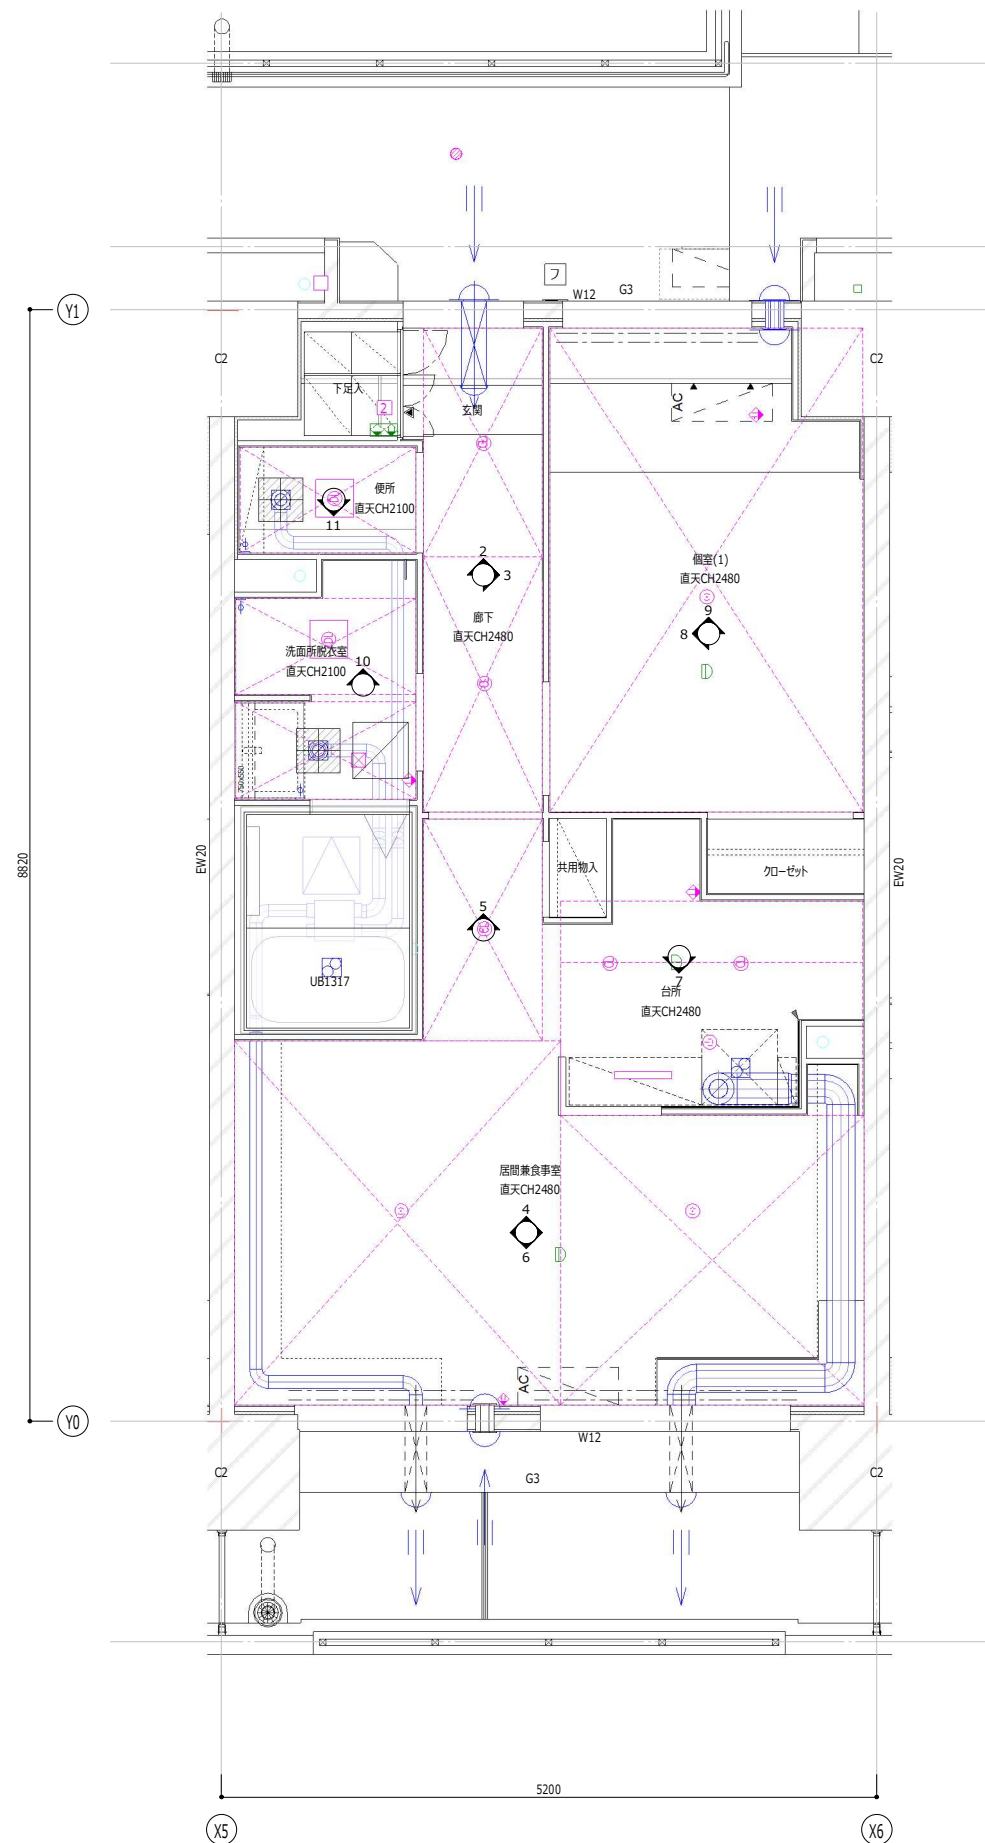 フ
W12
G3
Y1
C2
C2
下足入
2
玄関
AC
便所
直天CH2100
11
2
3
廊下
直天CH2480
個室(1)
直天CH2480
9
8
洗面所脱衣室
直天CH2100
10
750x550
8820
EW20
EW20
共用物入
クローゼット
5
7
台所
直天CH2480
UB1317
居間兼食事室
直天CH2480
4
6
AC
Y0
W12
C2
G3
C2
5200
X5
X6